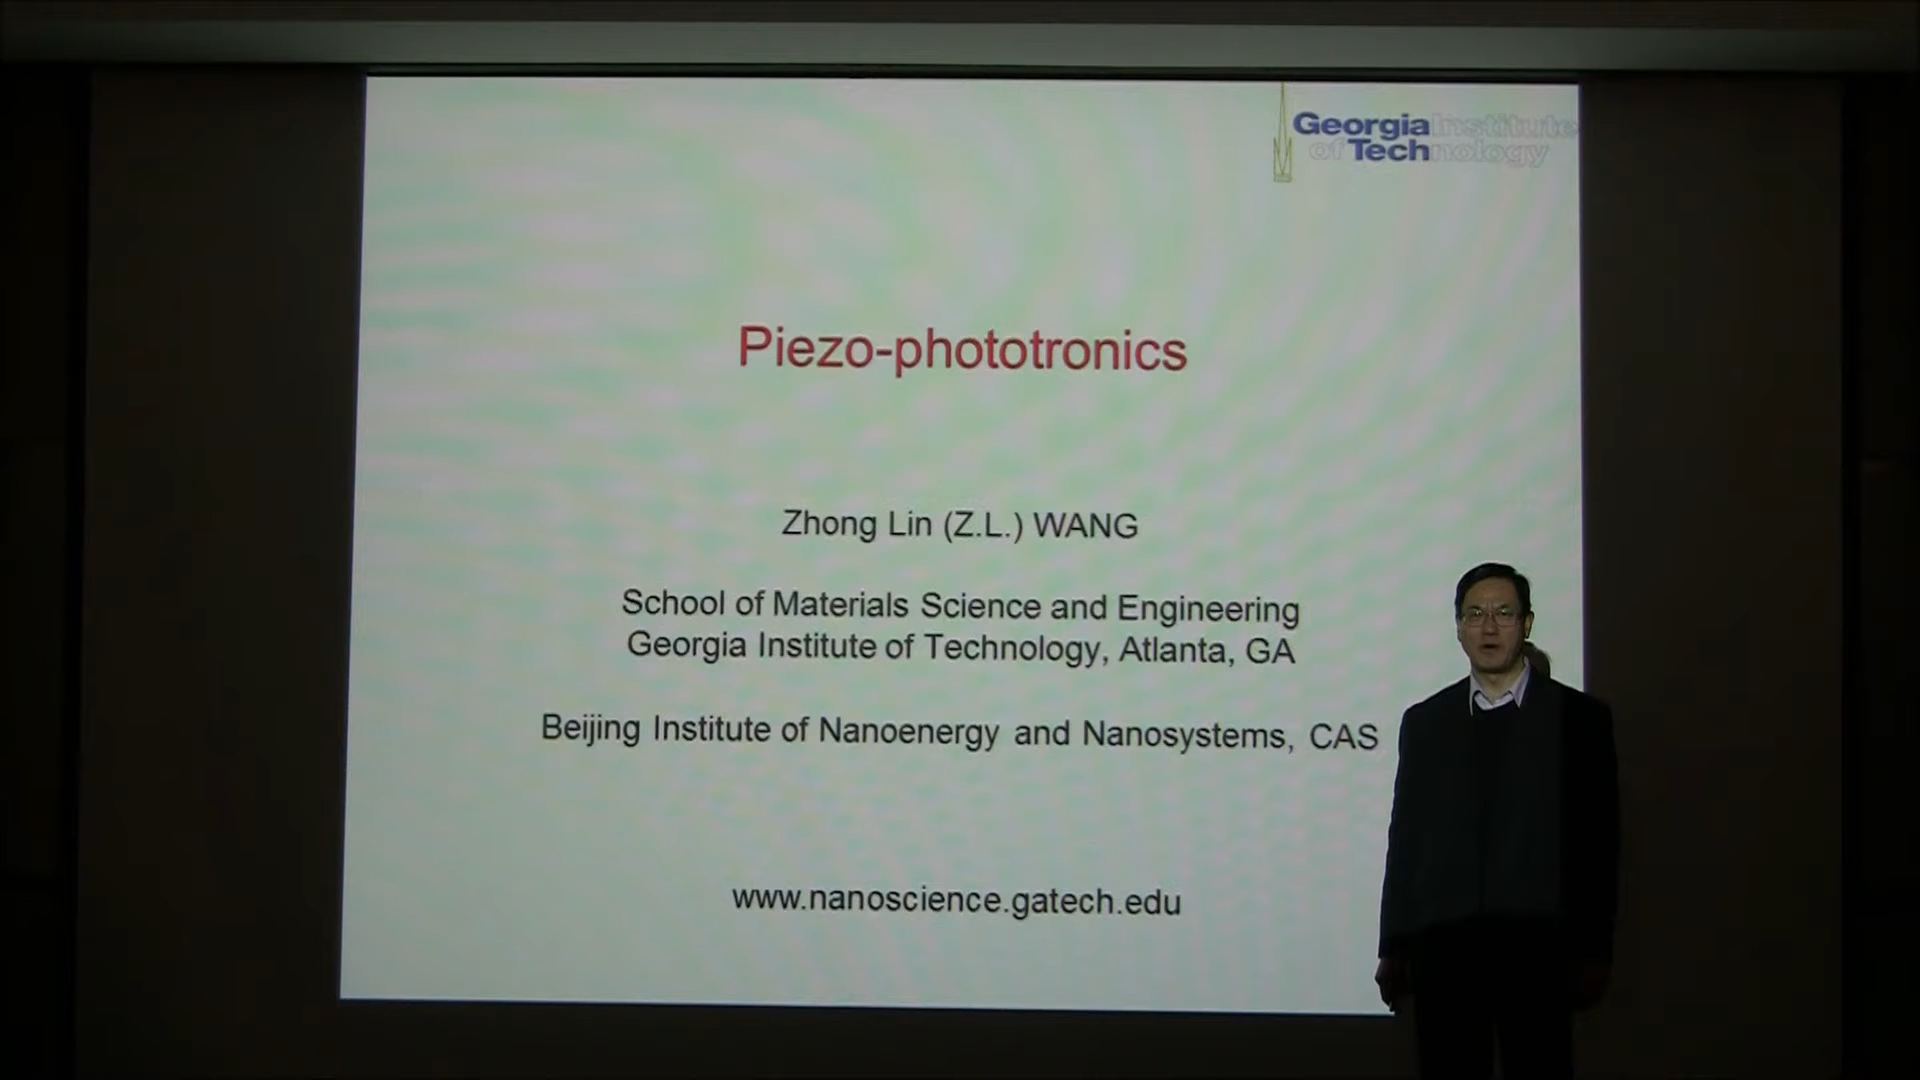 Georgia Institute
of Technology
Piezo-phototronics
Zhong Lin (Z.L.) WANG
School of Materials Science and Engineering
Georgia Institute of Technology, Atlanta, GA
Beijing Institute of Nanoenergy and Nanosystems, CAS
www.nanoscience.gatech.edu